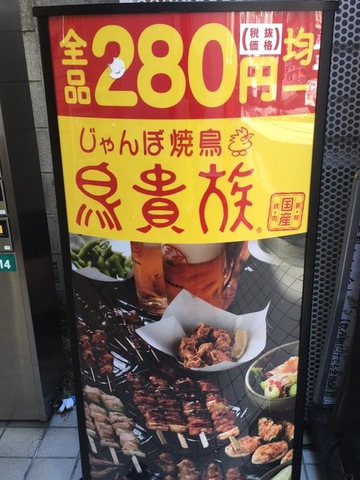 全品280円均一
(税抜価格)
じゃんぼ焼鳥
鳥貴族®
国産
14